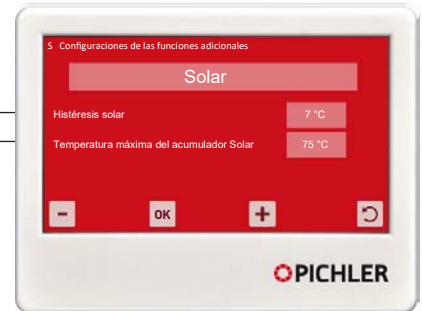 S Configuraciones de las funciones adicionales
Solar
Histéresis solar 7 °C
Temperatura máxima del acumulador Solar 75 °C
- OK +
PICHLER